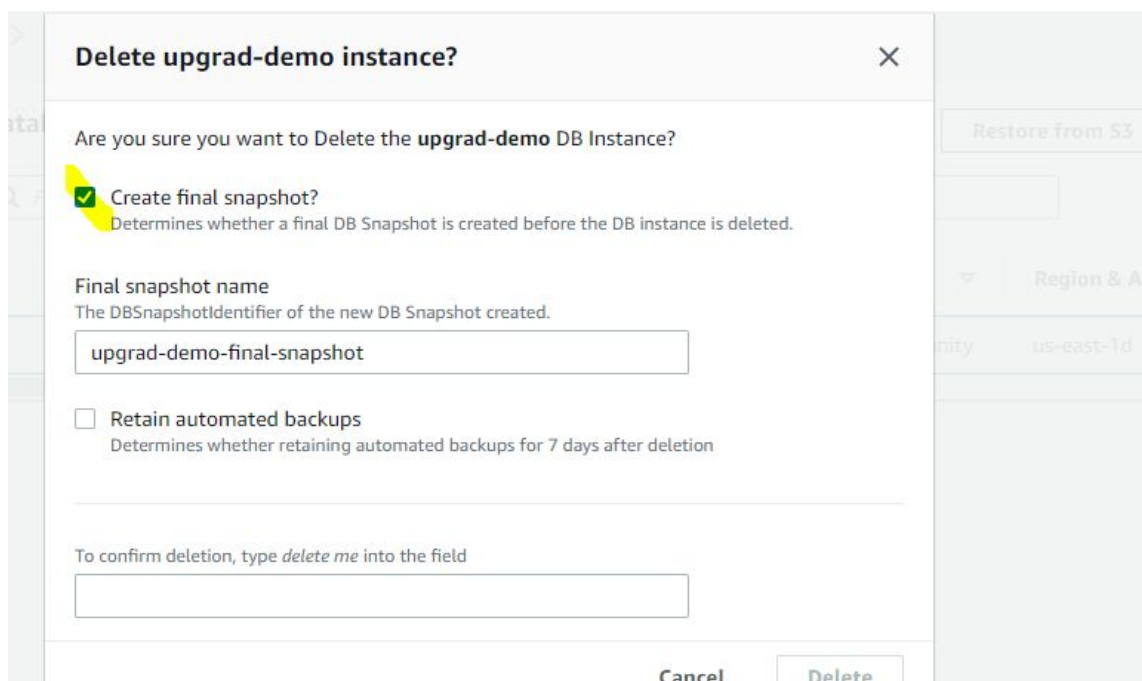 Delete upgrad-demo instance?
atal
Restore from S3
Are you sure you want to Delete the upgrad-demo DB Instance?
Create final snapshot?
Determines whether a final DB Snapshot is created before the DB instance is deleted.
Final snapshot name
Region & A
The DBSnapshotIdentifier of the new DB Snapshot created.
upgrad-demo-final-snapshot
nity us-east-1d
Retain automated backups
Determines whether retaining automated backups for 7 days after deletion
To confirm deletion, type delete me into the field
Cancel Delete